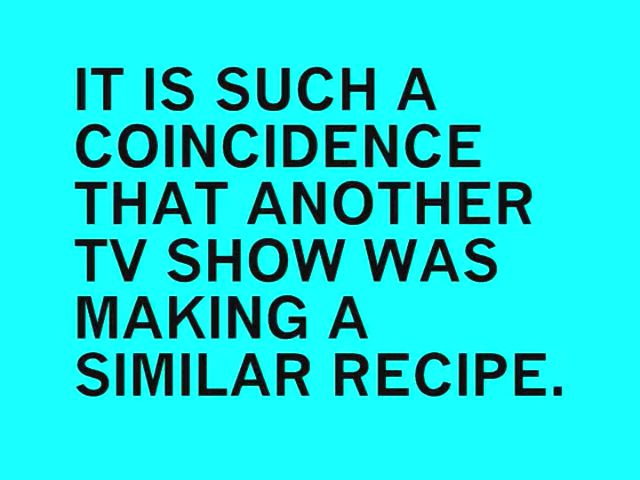 IT IS SUCH A
COINCIDENCE
THAT ANOTHER
TV SHOW WAS
MAKING A
SIMILAR RECIPE.